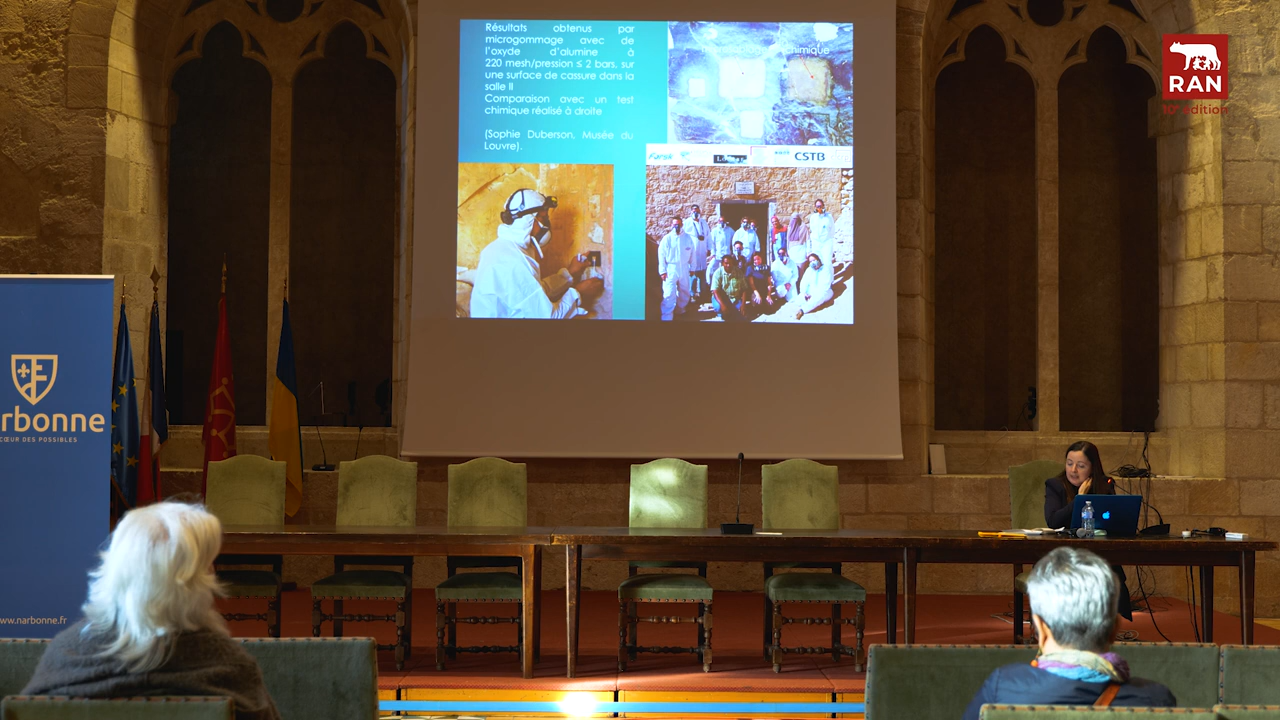 Résultats obtenus par
microgommage avec de
l'oxyde d'alumine à
220 mesh/pression ≤ 2 bars, sur
une surface de cassure dans la
salle II
Comparaison avec un test
chimique réalisé à droite
(Sophie Duberson, Musée du
Louvre).
chimique
CSTB
RAN
10e édition
rbonne
CŒUR DES POSSIBLES
www.narbonne.fr